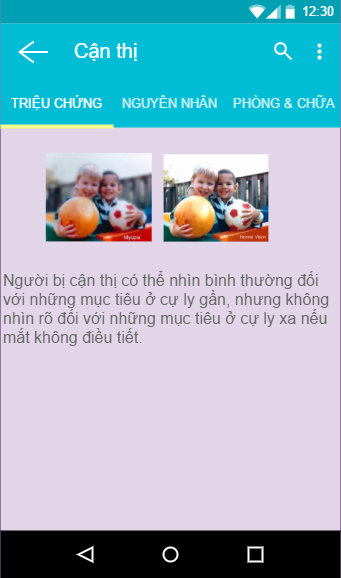 12:30
Cận thị
TRIỆU CHỨNG NGUYÊN NHÂN PHÒNG & CHỮA
Myopia Normal Vision
Người bị cận thị có thể nhìn bình thường đối
với những mục tiêu ở cự ly gần, nhưng không
nhìn rõ đối với những mục tiêu ở cự ly xa nếu
mắt không điều tiết.